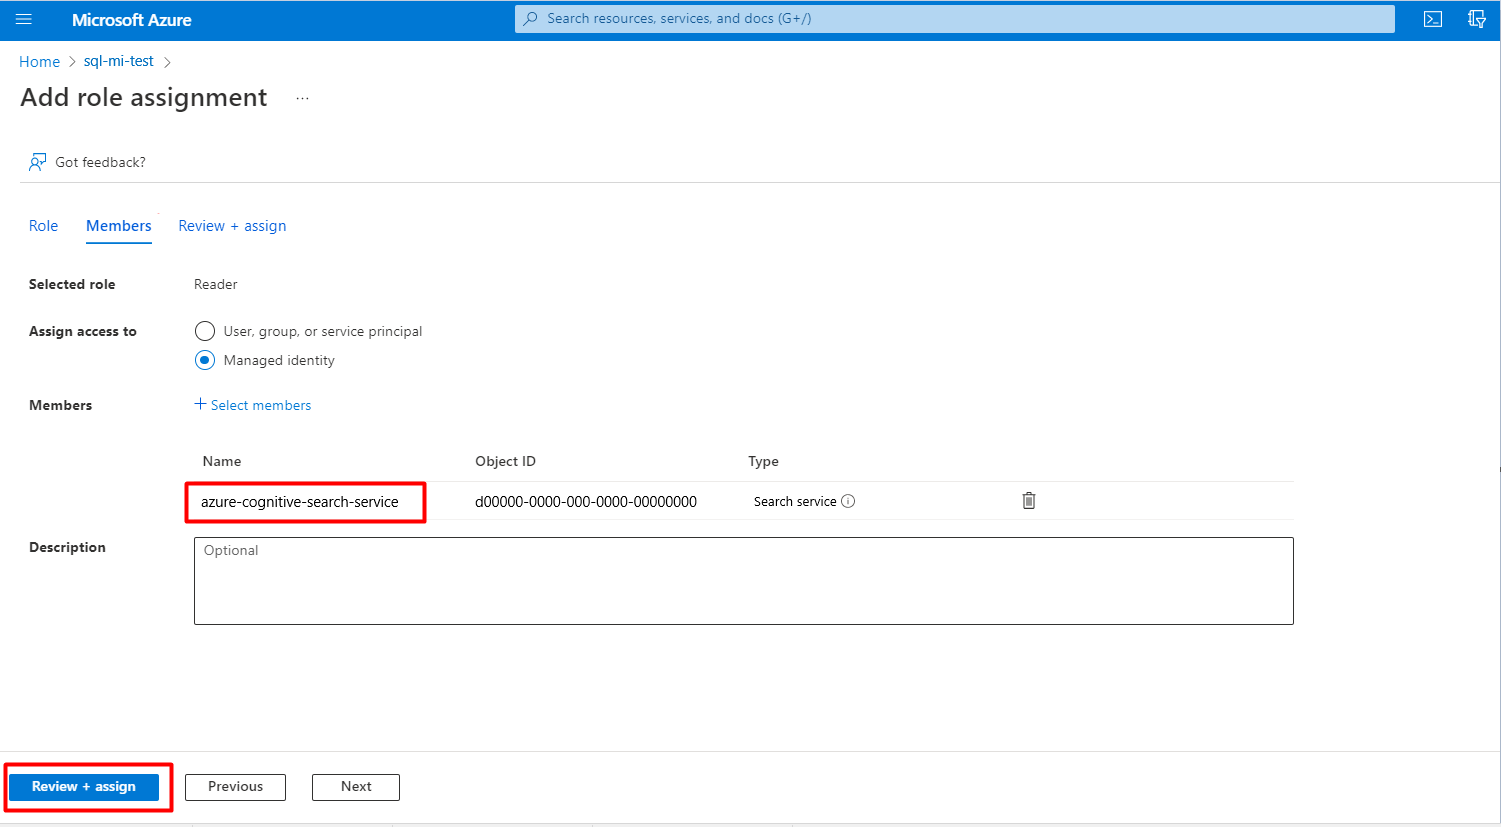 Microsoft Azure
Search resources, services, and docs (G+/)
Home > sql-mi-test >
Add role assignment ...
Got feedback?
Role Members Review + assign
Selected role Reader
Assign access to User, group, or service principal
Managed identity
Members + Select members
Name Object ID Type
azure-cognitive-search-service d00000-0000-000-0000-00000000 Search service
Description Optional
Review + assign Previous Next